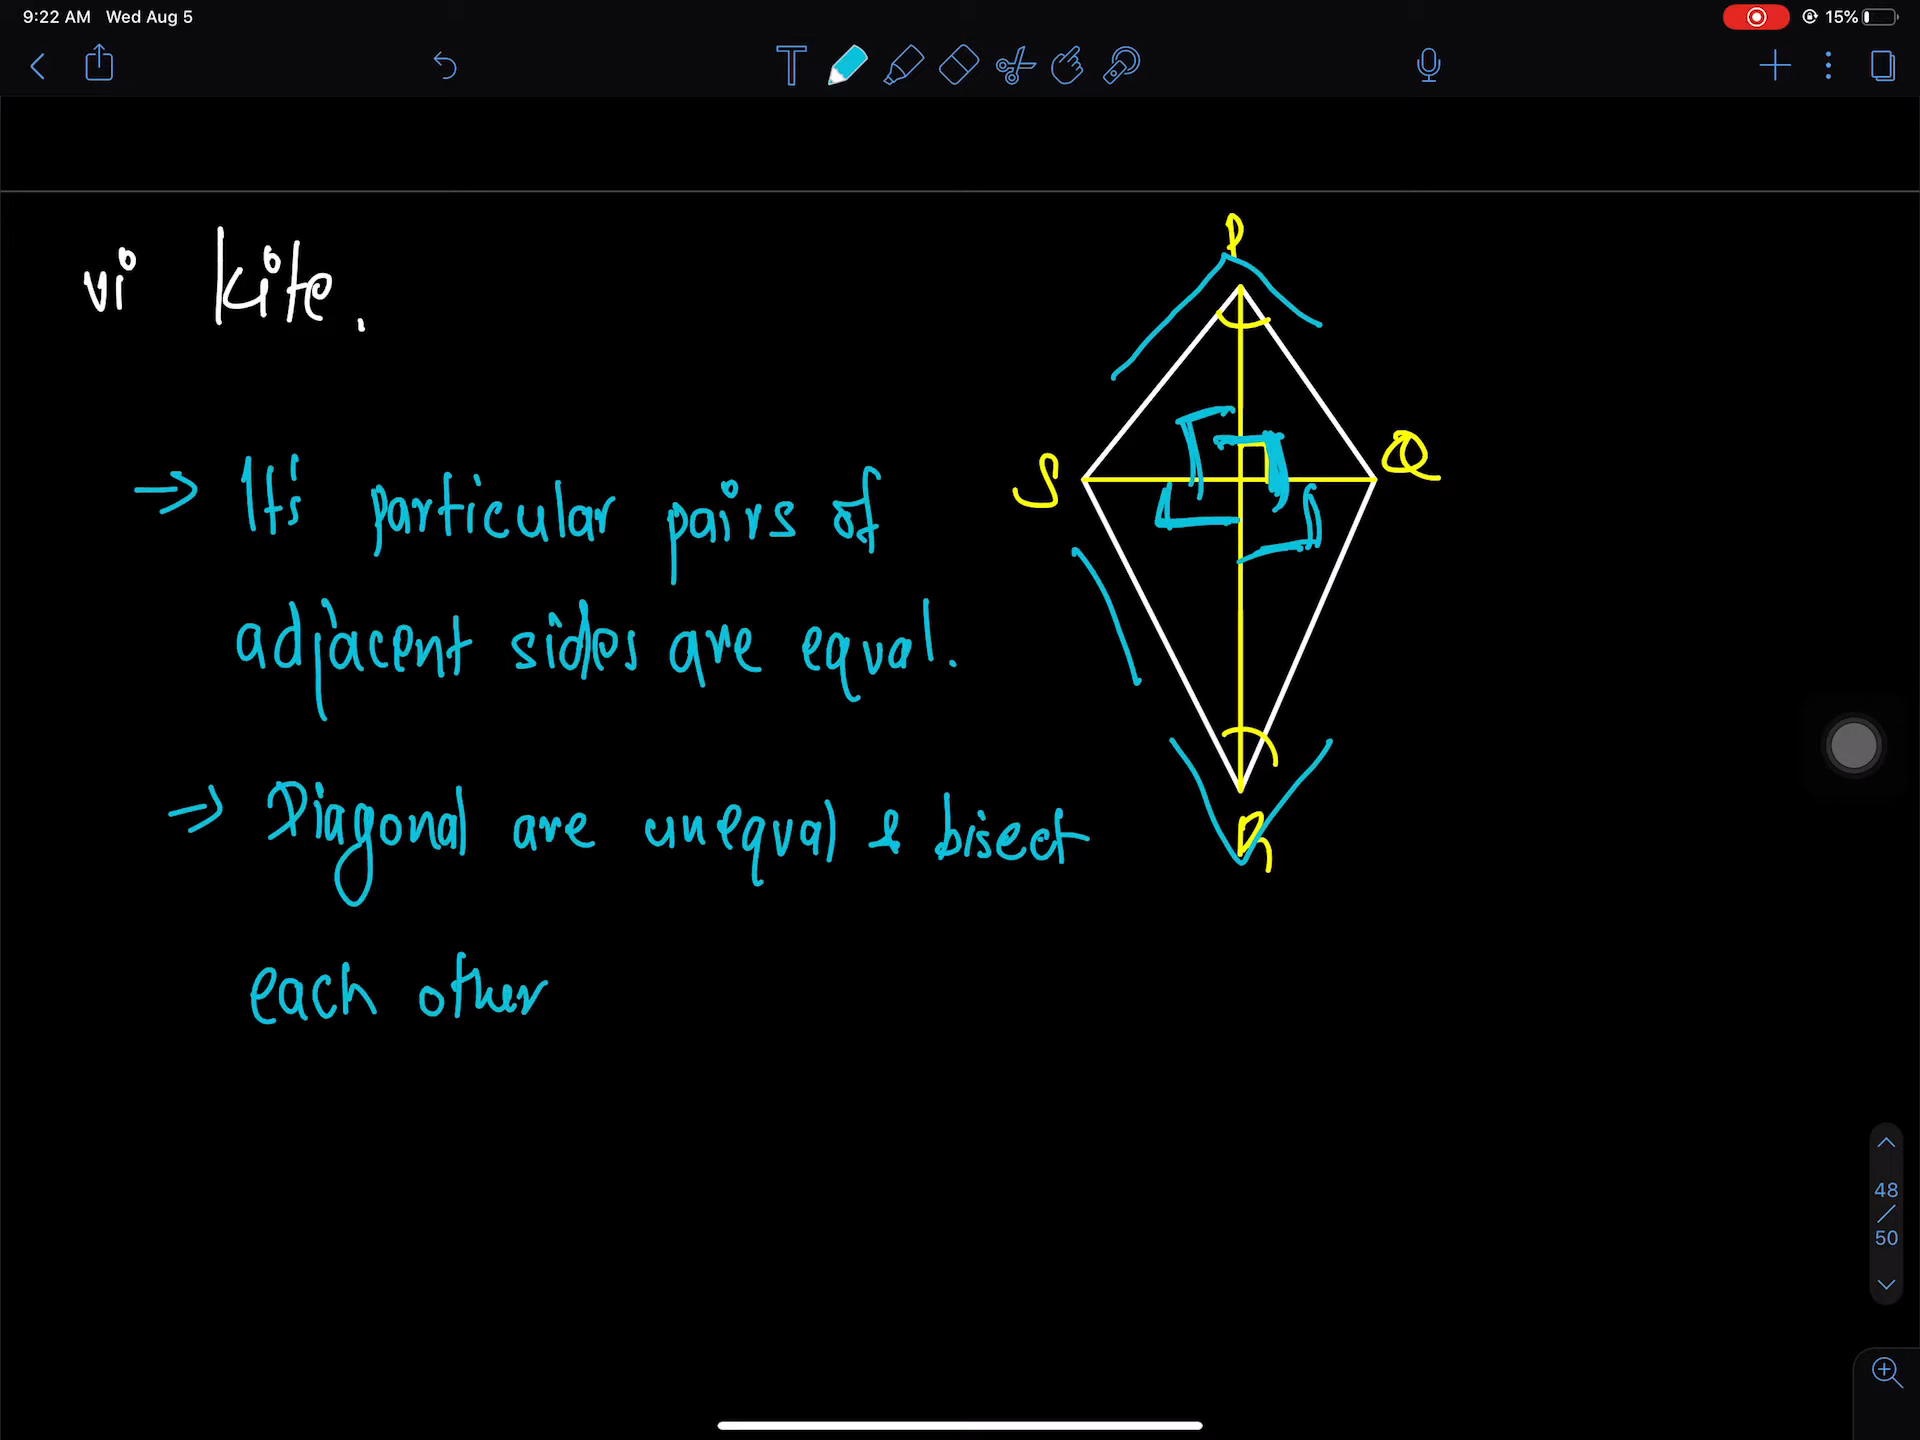 9:22 AM Wed Aug 5
15%
vi kite.
P
S
Q
→ It's particular pairs of
adjacent sides are equal.
→ Diagonal are unequal & bisect
each other
R
48
/
50